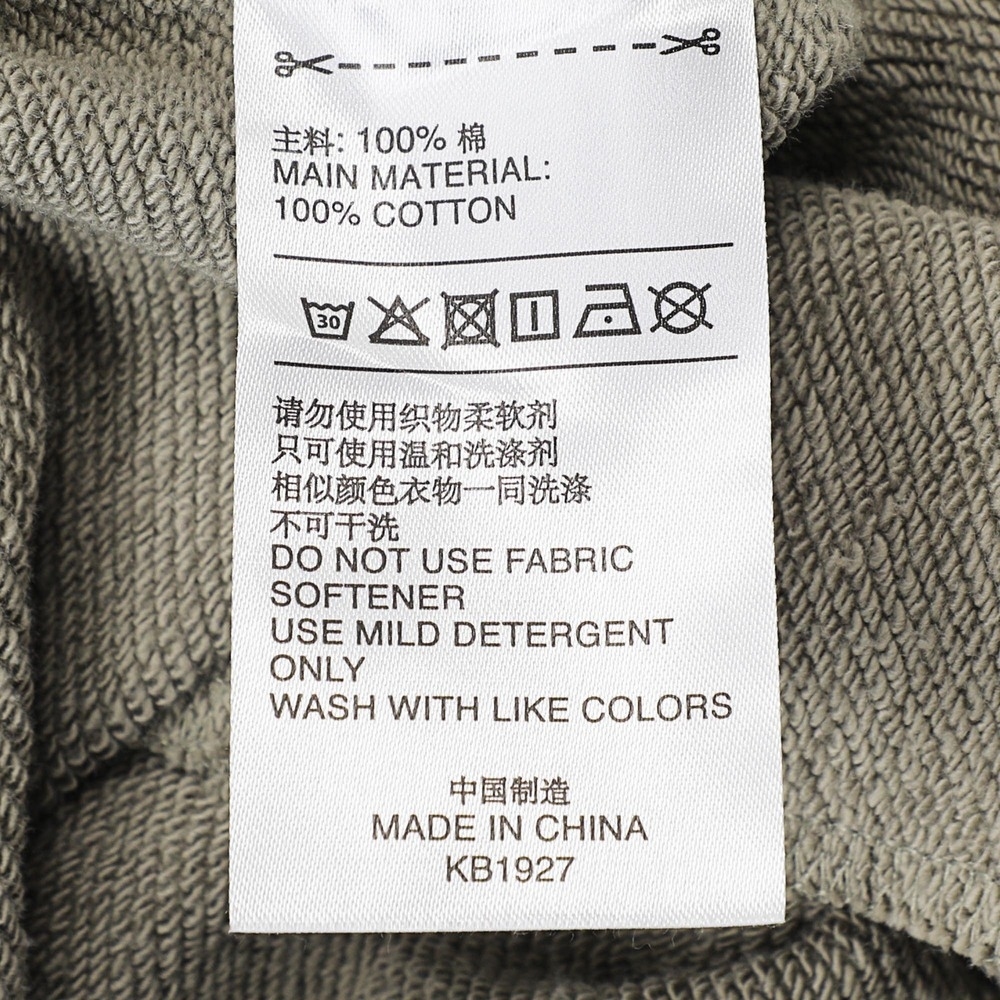 主料: 100% 棉
MAIN MATERIAL:
100% COTTON
30
请勿使用织物柔软剂
只可使用温和洗涤剂
相似颜色衣物一同洗涤
不可干洗
DO NOT USE FABRIC
SOFTENER
USE MILD DETERGENT
ONLY
WASH WITH LIKE COLORS
中国制造
MADE IN CHINA
KB1927